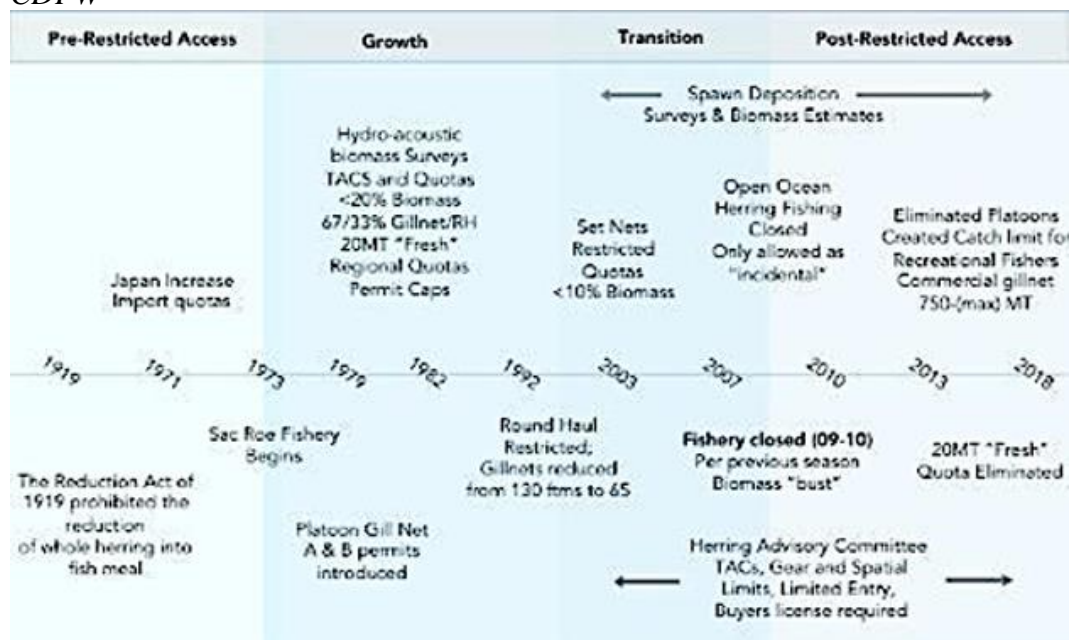 CDFW
Pre-Restricted Access
Growth
Transition
Post-Restricted Access
Spawn Deposition
Surveys & Biomass Estimates
Hydro-acoustic
biomass Surveys
TACS and Quotas
<20% Biomass
67/33% Gillnet/RH
20MT "Fresh"
Regional Quotas
Permit Caps
Open Ocean
Herring Fishing
Closed
Only allowed as
"incidental"
Set Nets
Restricted
Quotas
<10% Biomass
Eliminated Platoons
Created Catch limit for
Recreational Fishers
Commercial gillnet
750-(max) MT
Japan Increase
Import quotas
1919
1971
1973
1979
1982
1992
2003
2007
2010
2013
2018
Sac Roe Fishery
Begins
Round Haul
Restricted;
Gillnets reduced
from 130 ftms to 65
Fishery closed (09-10)
Per previous season
Biomass "bust"
20MT "Fresh"
Quota Eliminated
The Reduction Act of
1919 prohibited the
reduction
of whole herring into
fish meal
Platoon Gill Net
A & B permits
introduced
Herring Advisory Committee
TACs, Gear and Spatial
Limits, Limited Entry,
Buyers license required